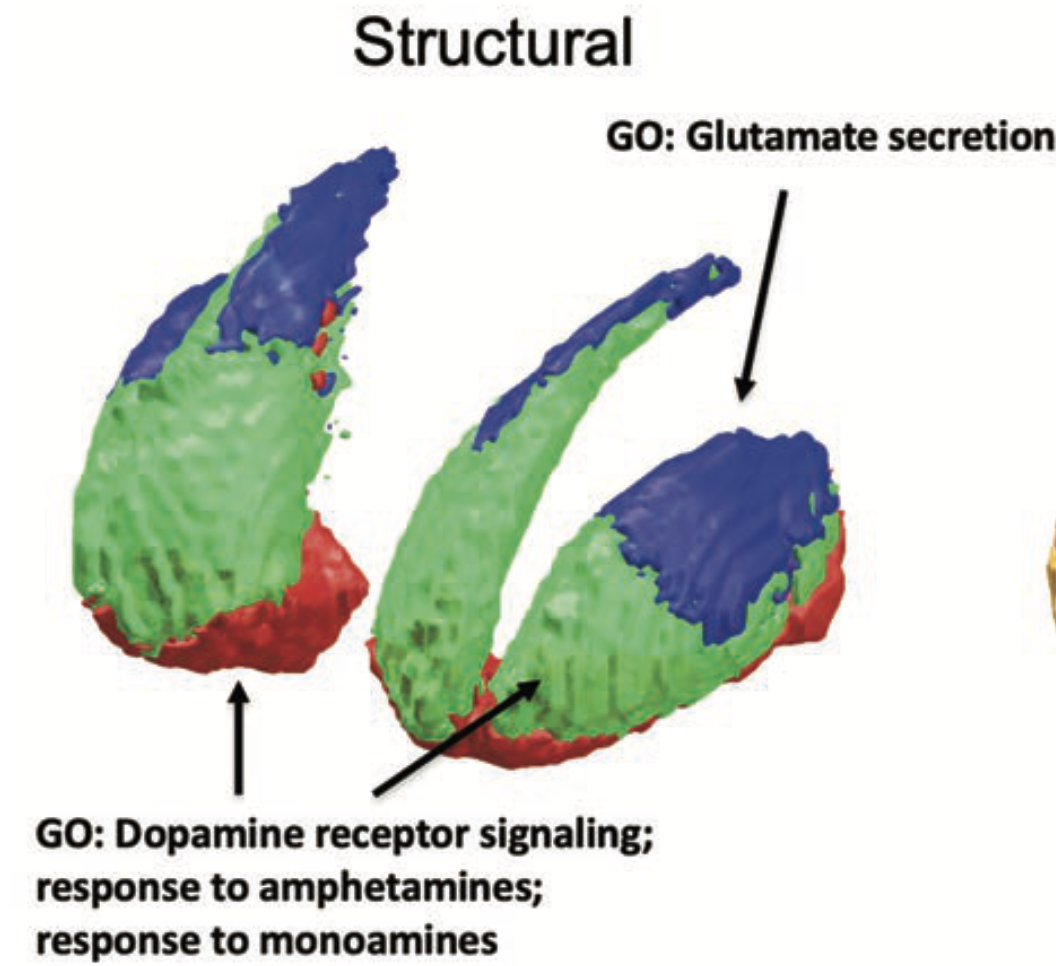 Structural
GO: Glutamate secretion
GO: Dopamine receptor signaling;
response to amphetamines;
response to monoamines